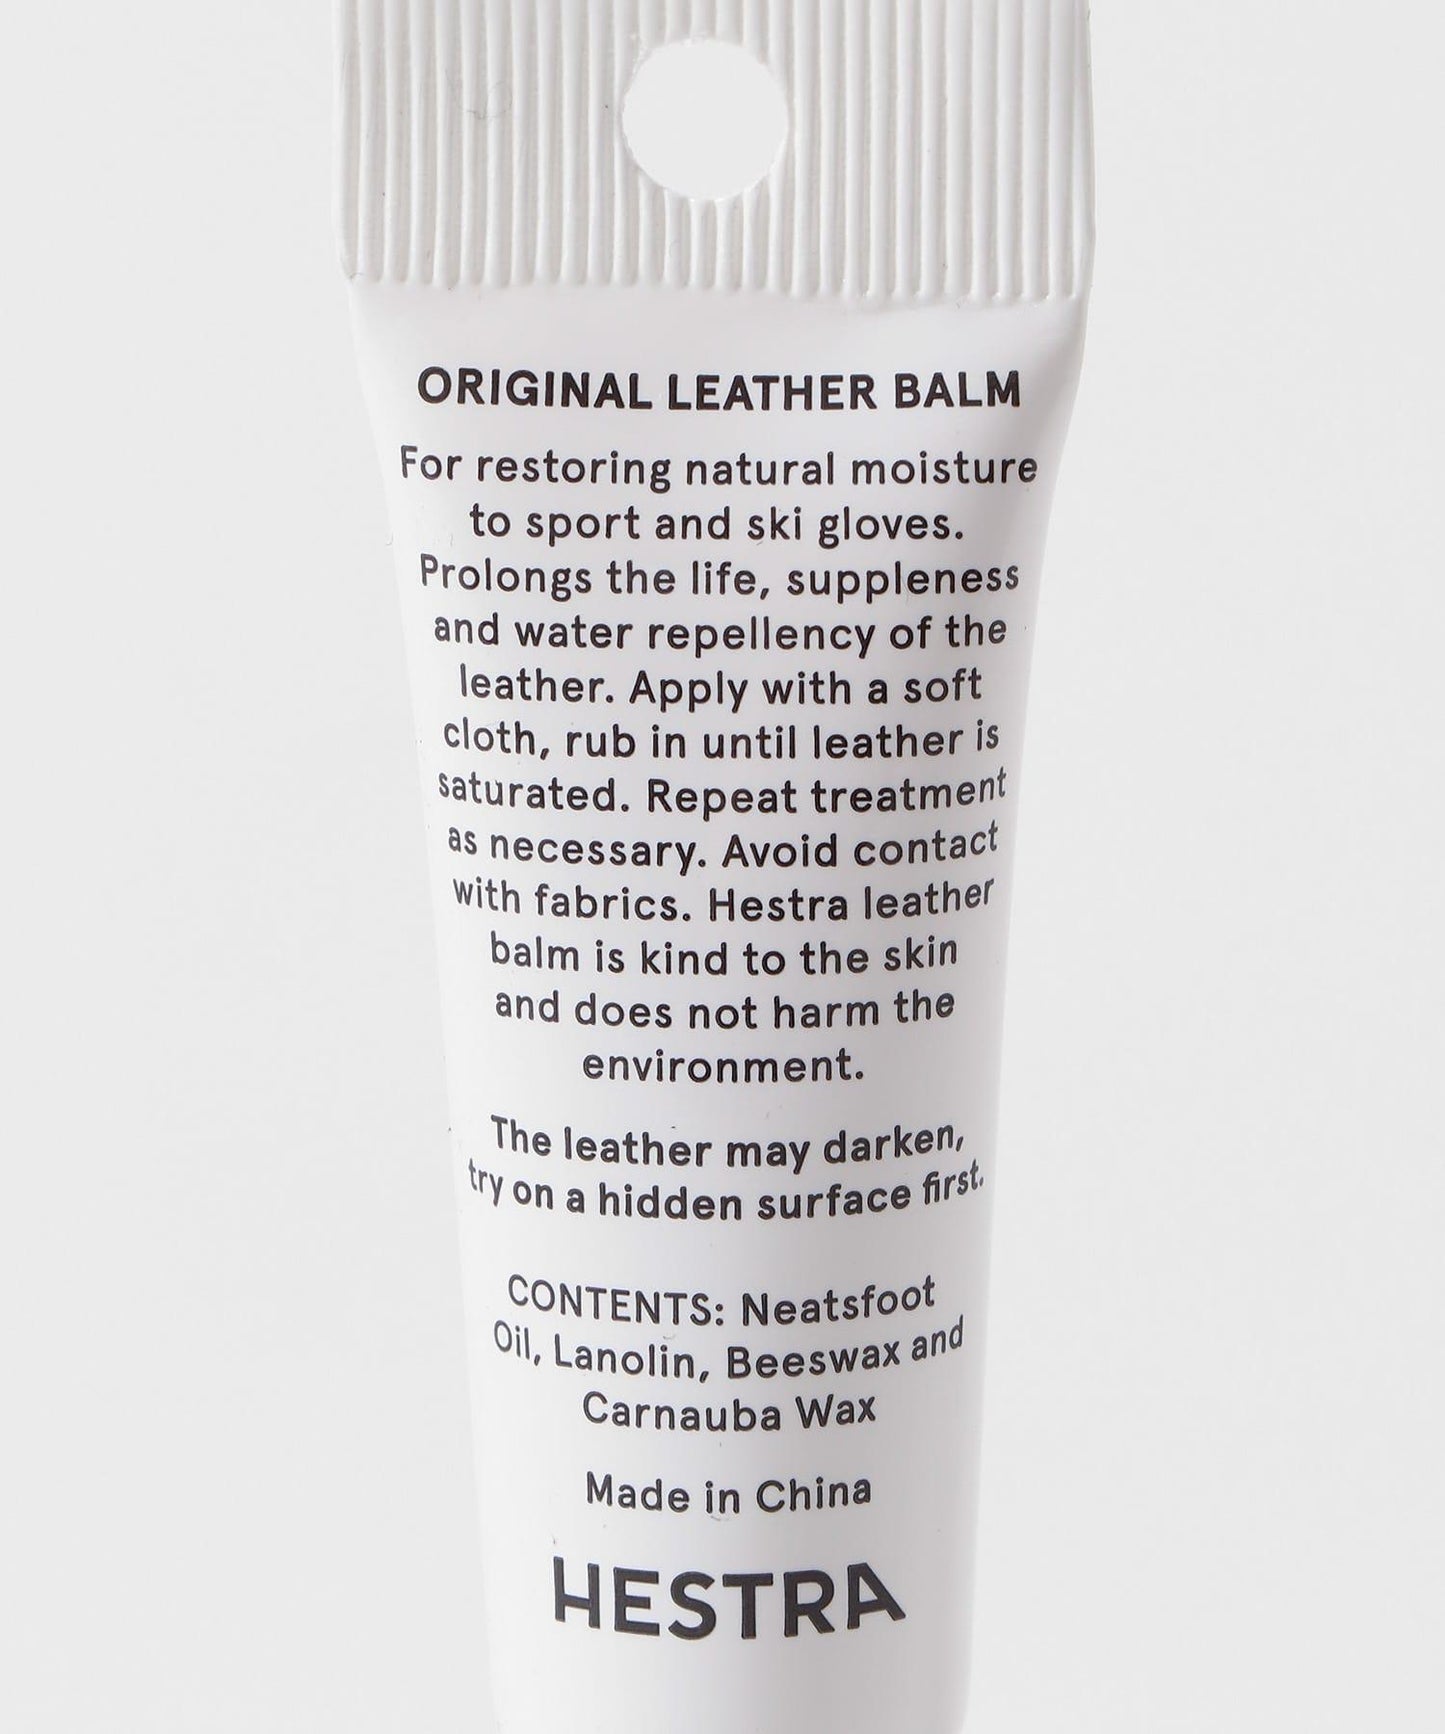 ORIGINAL LEATHER BALM
For restoring natural moisture
to sport and ski gloves.
Prolongs the life, suppleness
and water repellency of the
leather. Apply with a soft
cloth, rub in until leather is
saturated. Repeat treatment
as necessary. Avoid contact
with fabrics. Hestra leather
balm is kind to the skin
and does not harm the
environment.
The leather may darken,
try on a hidden surface first.
CONTENTS: Neatsfoot
Oil, Lanolin, Beeswax and
Carnauba Wax
Made in China
HESTRA